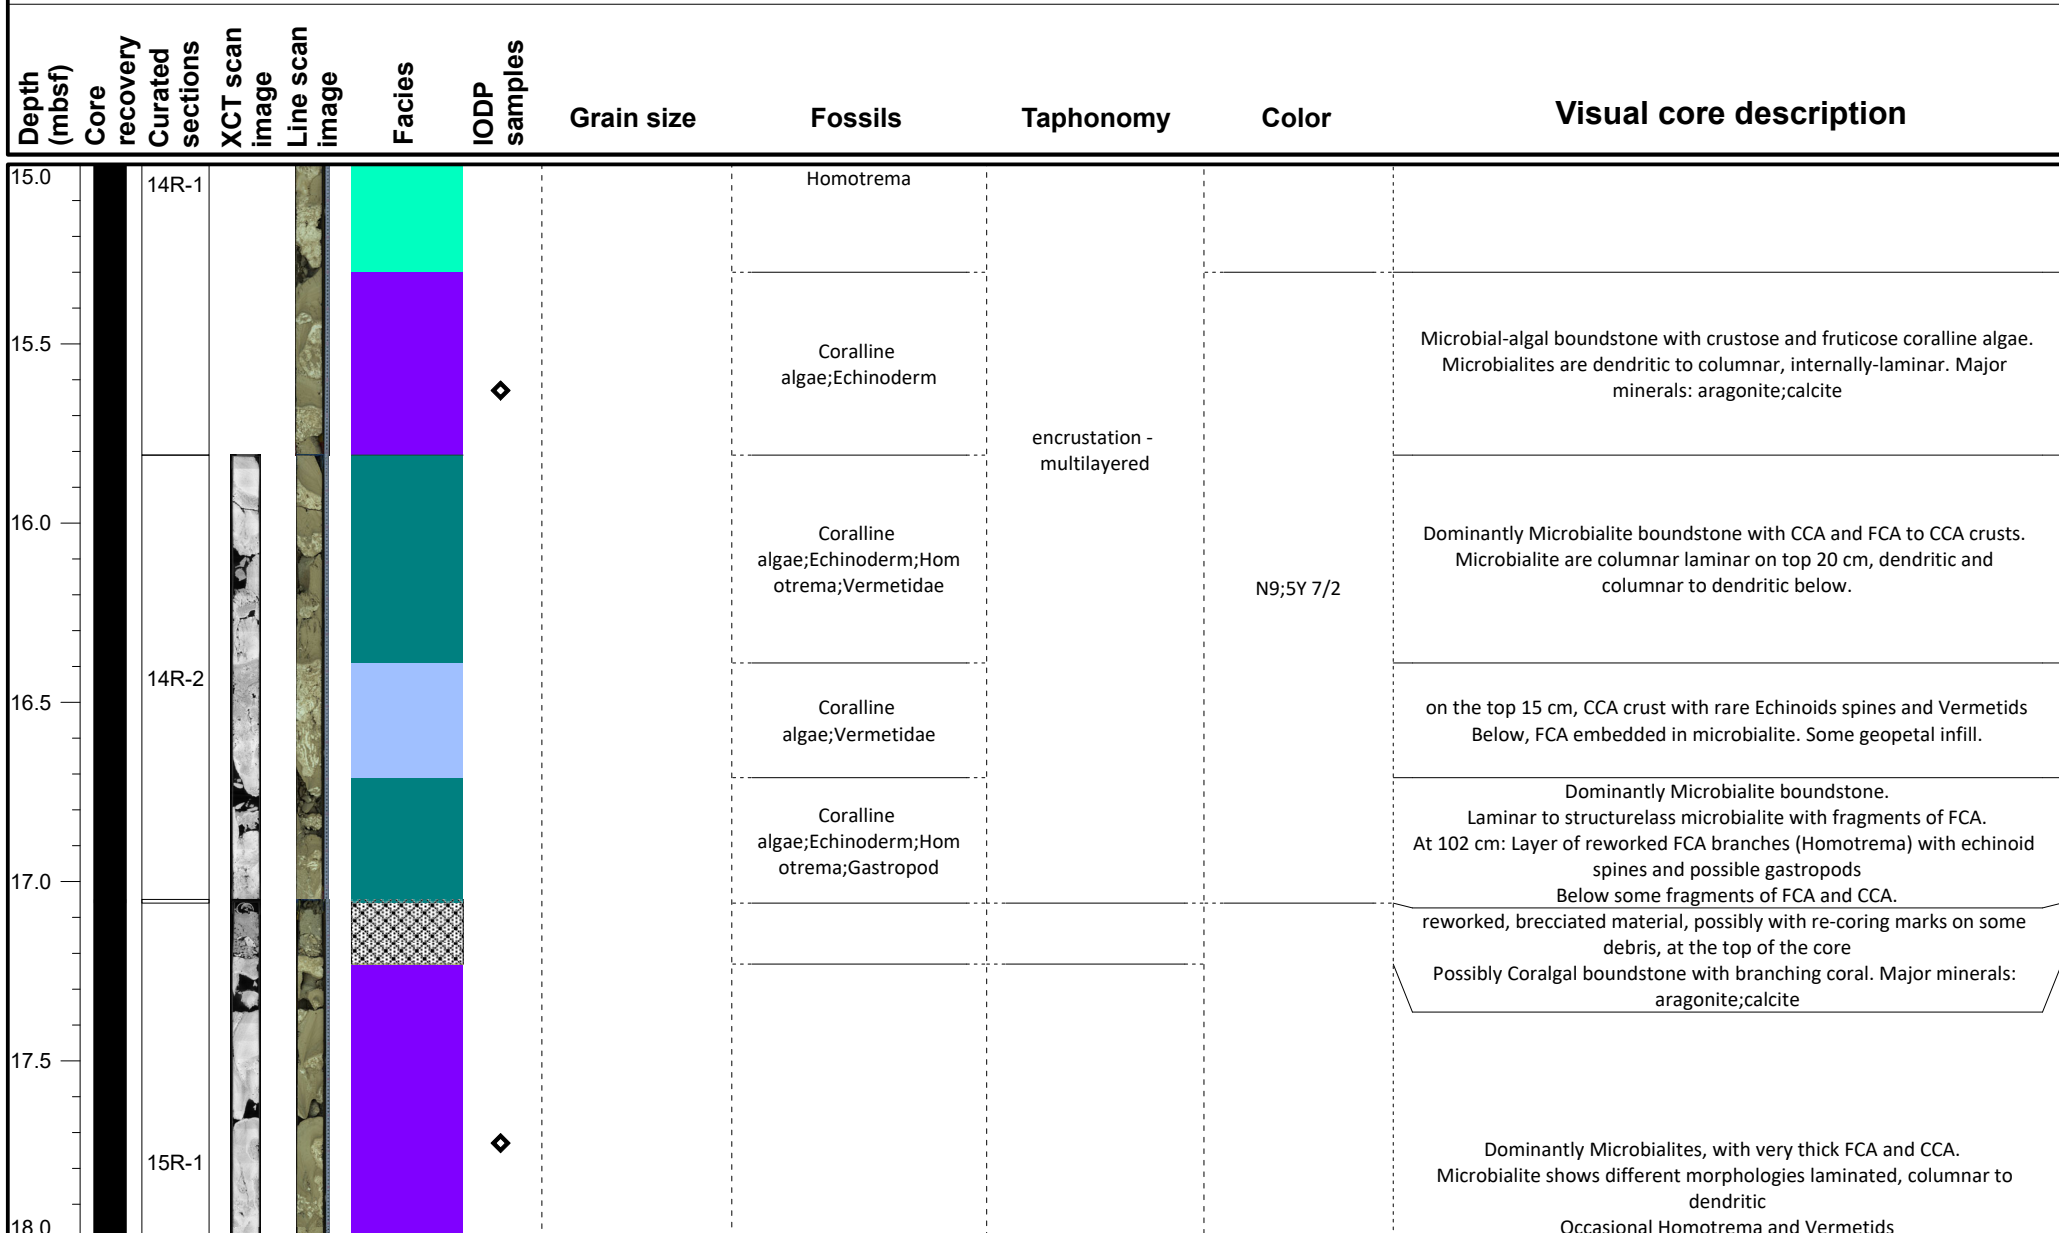 Depth
(mbsf)
Core
recovery
Curated
sections
XCT scan
image
Line scan
image
Facies
IODP
samples
Grain size
Fossils
Taphonomy
Color
Visual core description
15.0
14R-1
Homotrema
15.5
Coralline
algae;Echinoderm
Microbial-algal boundstone with crustose and fruticose coralline algae.
Microbialites are dendritic to columnar, internally-laminar. Major
minerals: aragonite;calcite
encrustation -
multilayered
16.0
Coralline
algae;Echinoderm;Hom
otrema;Vermetidae
N9;5Y 7/2
Dominantly Microbialite boundstone with CCA and FCA to CCA crusts.
Microbialite are columnar laminar on top 20 cm, dendritic and
columnar to dendritic below.
14R-2
16.5
Coralline
algae;Vermetidae
on the top 15 cm, CCA crust with rare Echinoids spines and Vermetids
Below, FCA embedded in microbialite. Some geopetal infill.
Coralline
algae;Echinoderm;Hom
otrema;Gastropod
Dominantly Microbialite boundstone.
Laminar to structurelass microbialite with fragments of FCA.
At 102 cm: Layer of reworked FCA branches (Homotrema) with echinoid
spines and possible gastropods
Below some fragments of FCA and CCA.
17.0
reworked, brecciated material, possibly with re-coring marks on some
debris, at the top of the core
Possibly Coralgal boundstone with branching coral. Major minerals:
aragonite;calcite
17.5
15R-1
Dominantly Microbialites, with very thick FCA and CCA.
Microbialite shows different morphologies laminated, columnar to
dendritic
Occasional Homotrema and Vermetids
18.0